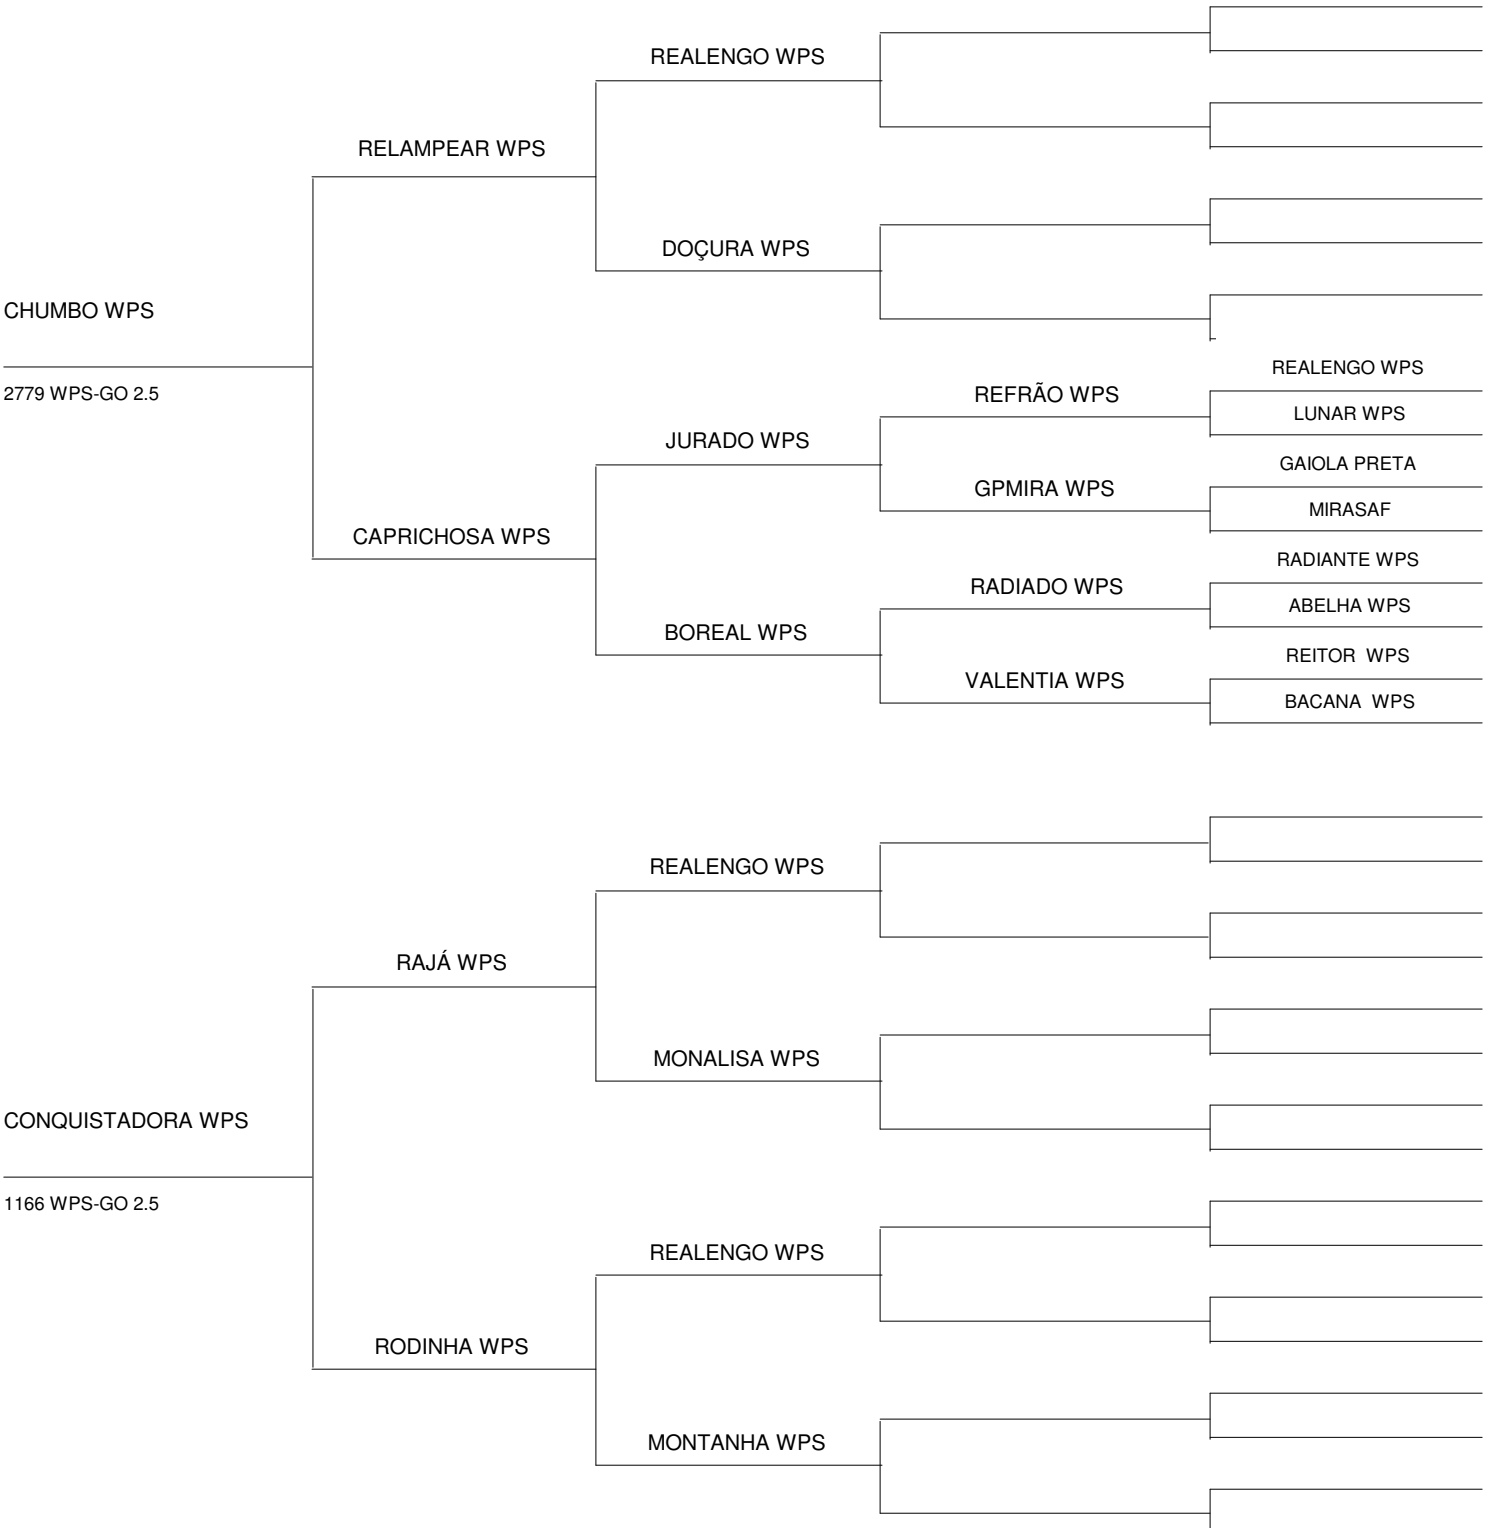 REALENGO WPS
RELAMPEAR WPS
DOÇURA WPS
CHUMBO WPS
2779 WPS-GO 2.5
REALENGO WPS
REFRÃO WPS
LUNAR WPS
JURADO WPS
GAIOLA PRETA
GPMIRA WPS
MIRASAF
CAPRICHOSA WPS
RADIANTE WPS
RADIADO WPS
ABELHA WPS
BOREAL WPS
REITOR  WPS
VALENTIA WPS
BACANA  WPS
REALENGO WPS
RAJÁ WPS
MONALISA WPS
CONQUISTADORA WPS
1166 WPS-GO 2.5
REALENGO WPS
RODINHA WPS
MONTANHA WPS